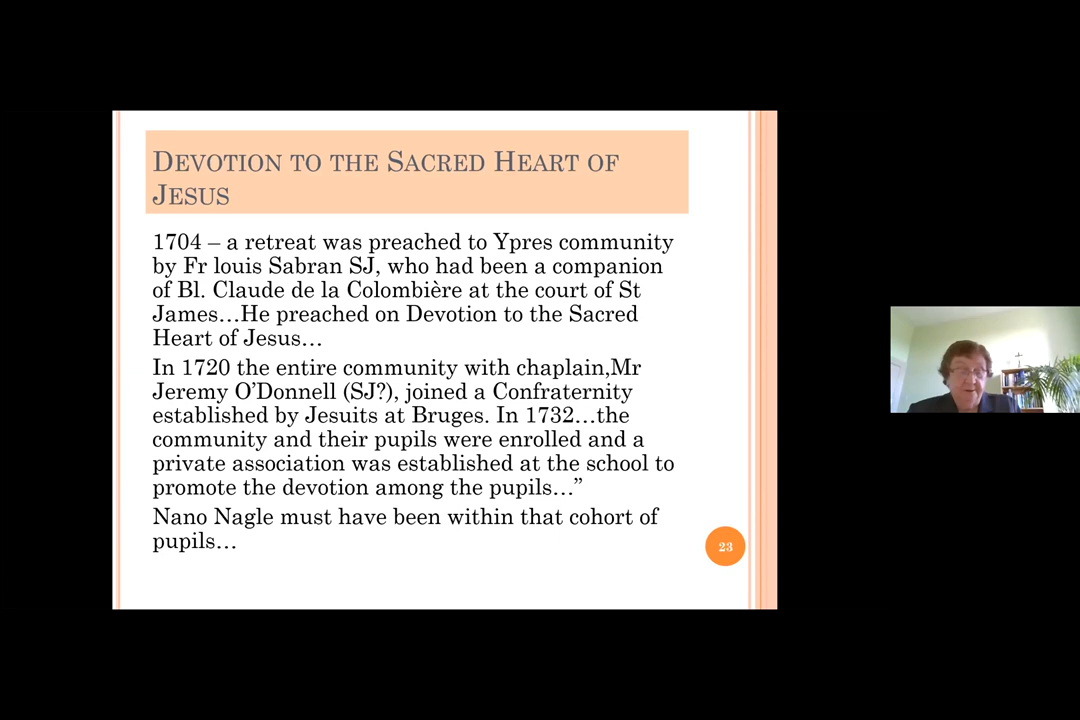 DEVOTION TO THE SACRED HEART OF
JESUS
1704 – a retreat was preached to Ypres community
by Fr louis Sabran SJ, who had been a companion
of Bl. Claude de la Colombière at the court of St
James…He preached on Devotion to the Sacred
Heart of Jesus…
In 1720 the entire community with chaplain,Mr
Jeremy O’Donnell (SJ?), joined a Confraternity
established by Jesuits at Bruges. In 1732…the
community and their pupils were enrolled and a
private association was established at the school to
promote the devotion among the pupils…”
Nano Nagle must have been within that cohort of
pupils…
23